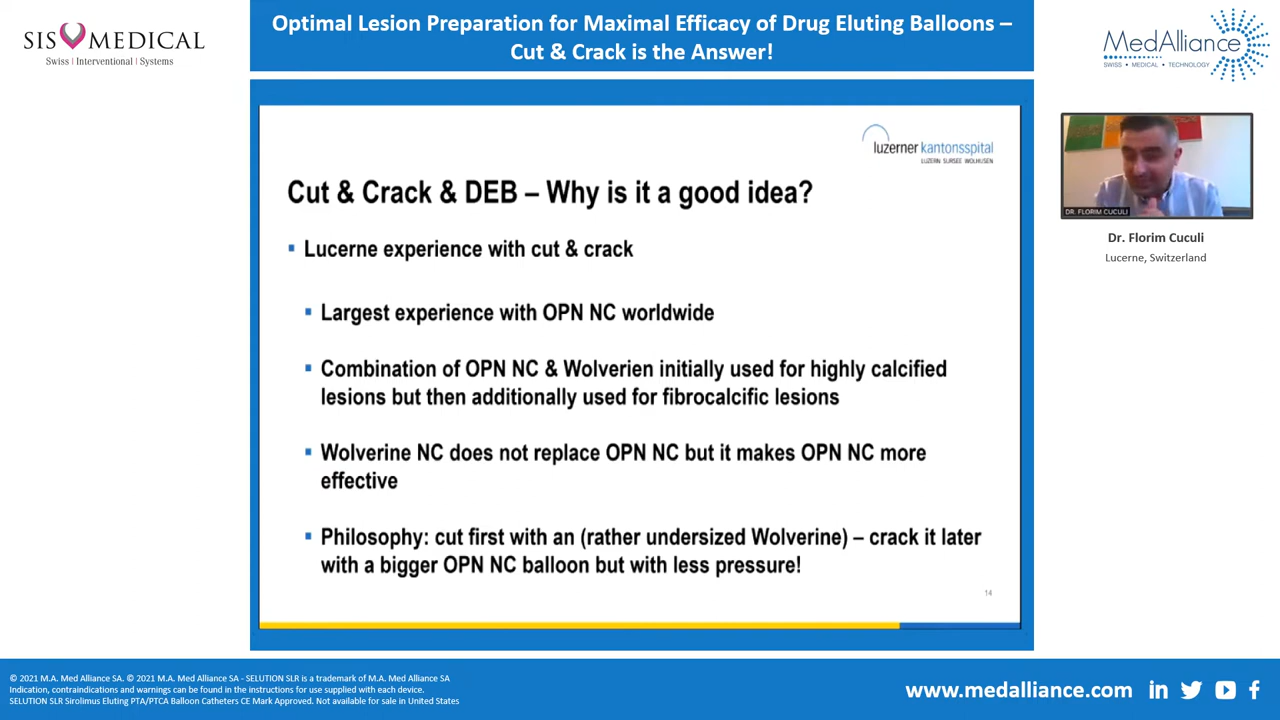 SIS MEDICAL
Swiss | Interventional | Systems
Optimal Lesion Preparation for Maximal Efficacy of Drug Eluting Balloons –
Cut & Crack is the Answer!
MedAlliance
SWISS • MEDICAL • TECHNOLOGY
luzerner kantonsspital
LUZERN SURSEE WOLHUSEN
Cut & Crack & DEB – Why is it a good idea?
▪ Lucerne experience with cut & crack
▪ Largest experience with OPN NC worldwide
▪ Combination of OPN NC & Wolverien initially used for highly calcified
lesions but then additionally used for fibrocalcific lesions
▪ Wolverine NC does not replace OPN NC but it makes OPN NC more
effective
▪ Philosophy: cut first with an (rather undersized Wolverine) – crack it later
with a bigger OPN NC balloon but with less pressure!
14
DR. FLORIM CUCULI
Dr. Florim Cuculi
Lucerne, Switzerland
© 2021 M.A. Med Alliance SA. © 2021 M.A. Med Alliance SA - SELUTION SLR is a trademark of M.A. Med Alliance SA
Indication, contraindications and warnings can be found in the instructions for use supplied with each device.
SELUTION SLR Sirolimus Eluting PTA/PTCA Balloon Catheters CE Mark Approved. Not available for sale in United States
www.medalliance.com